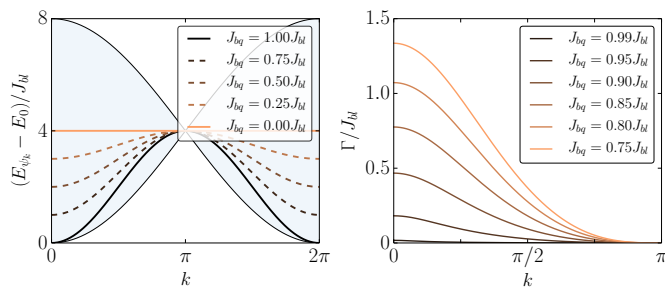 8
4
0
(E_{ψ_k} − E_0)/J_{bl}
J_{bq} = 1.00J_{bl}
J_{bq} = 0.75J_{bl}
J_{bq} = 0.50J_{bl}
J_{bq} = 0.25J_{bl}
J_{bq} = 0.00J_{bl}
0
π
2π
k
1.5
1.0
0.5
0
Γ/J_{bl}
J_{bq} = 0.99J_{bl}
J_{bq} = 0.95J_{bl}
J_{bq} = 0.90J_{bl}
J_{bq} = 0.85J_{bl}
J_{bq} = 0.80J_{bl}
J_{bq} = 0.75J_{bl}
0
π/2
π
k